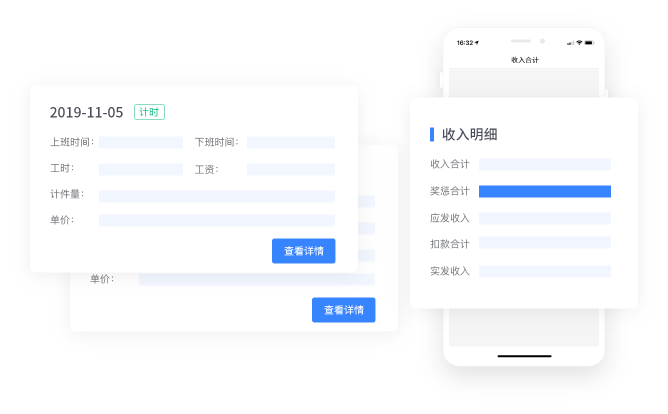 2019-11-05 计时
上班时间： 下班时间：
工时： 工资：
计件量：
单价：
查看详情
单价：
查看详情
16:32
收入合计
收入明细
收入合计
奖惩合计
应发收入
扣款合计
实发收入